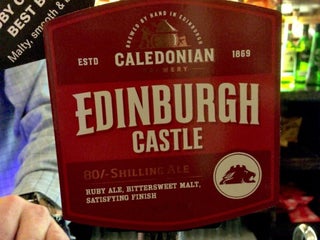 BREWED BY HAND IN EDINBURGH
ESTD
CALEDONIAN
1869
EDINBURGH
CASTLE
80/-SHILLING ALE
RUBY ALE, BITTERSWEET MALT,
SATISFYING FINISH
BEST B
Malty, smooth &